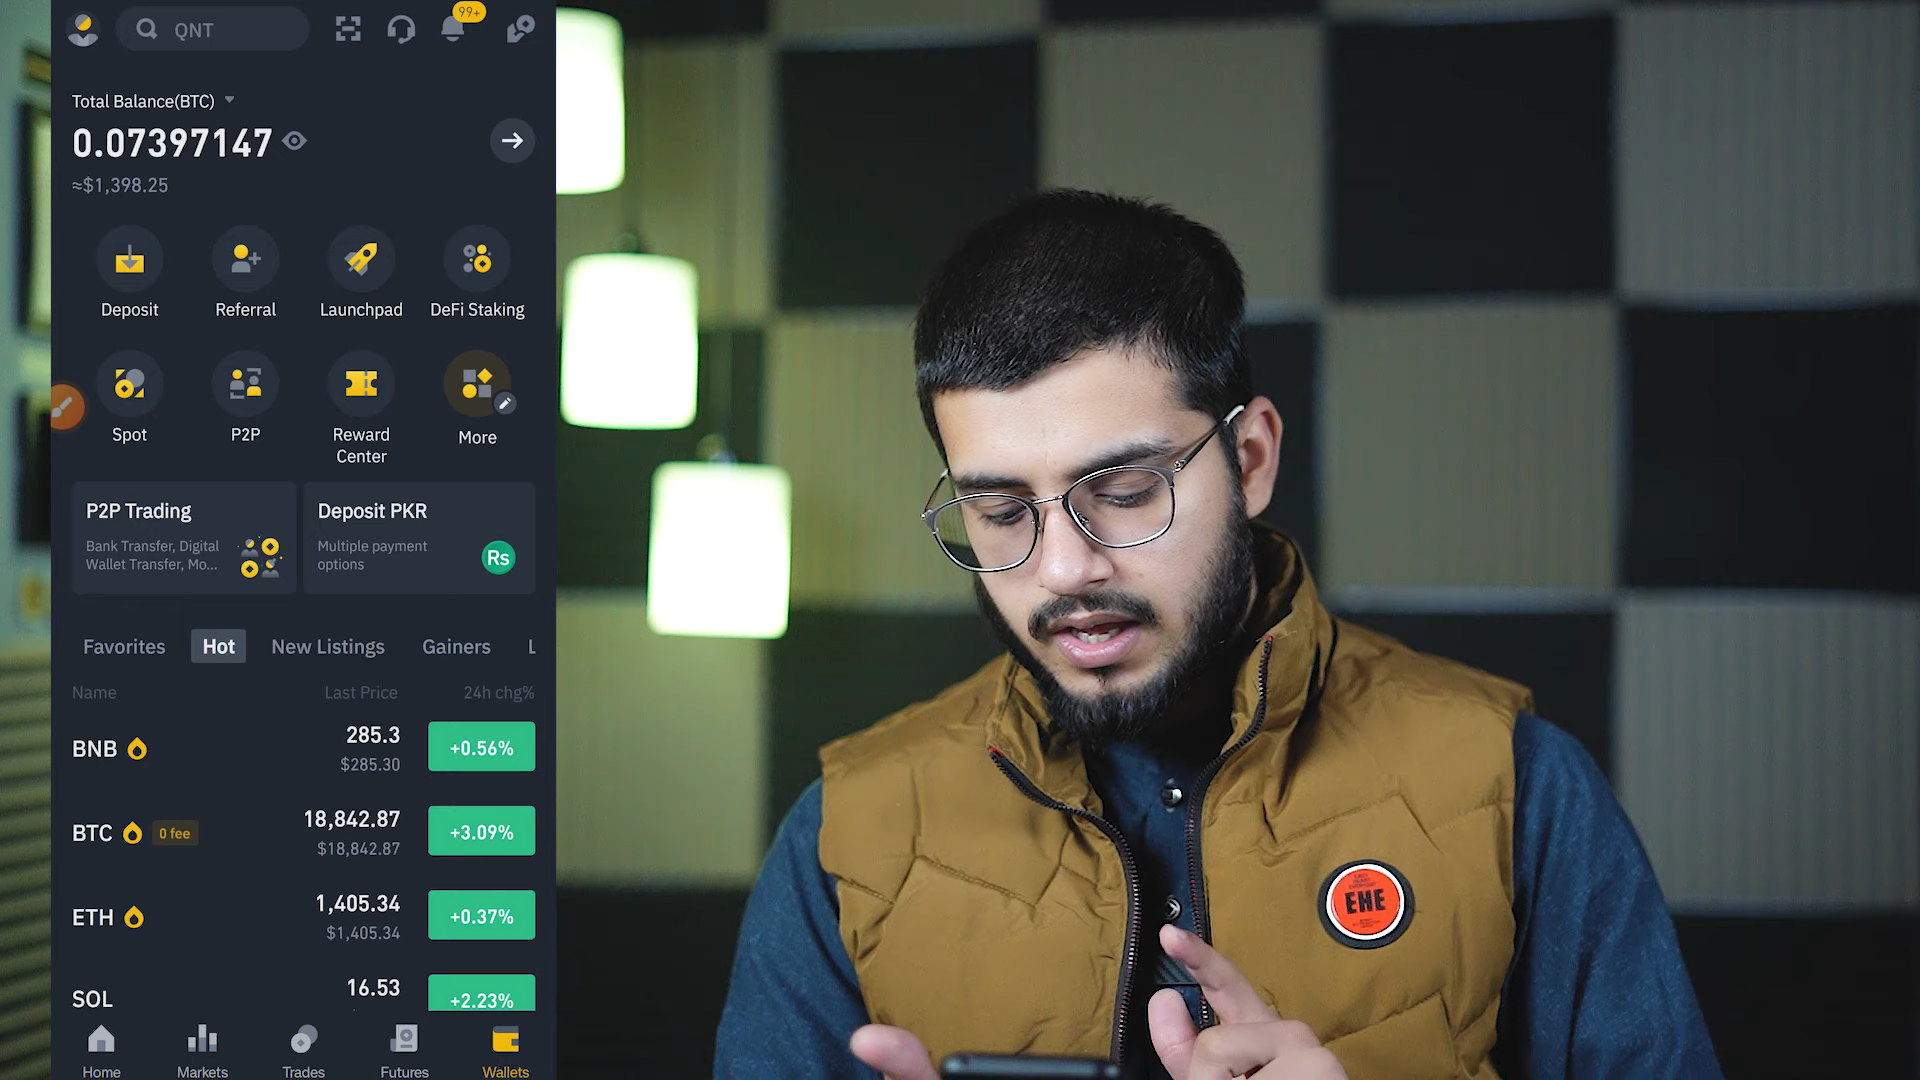 QNT
99+
Total Balance(BTC)
0.07397147
≈$1,398.25
Deposit
Referral
Launchpad
DeFi Staking
Spot
P2P
Reward
Center
More
P2P Trading
Bank Transfer, Digital
Wallet Transfer, Mo...
Deposit PKR
Multiple payment
options
Rs
Favorites
Hot
New Listings
Gainers
L
Name
Last Price
24h chg%
BNB
285.3
$285.30
+0.56%
BTC
0 fee
18,842.87
$18,842.87
+3.09%
ETH
1,405.34
$1,405.34
+0.37%
SOL
16.53
+2.23%
Home
Markets
Trades
Futures
Wallets
EHE